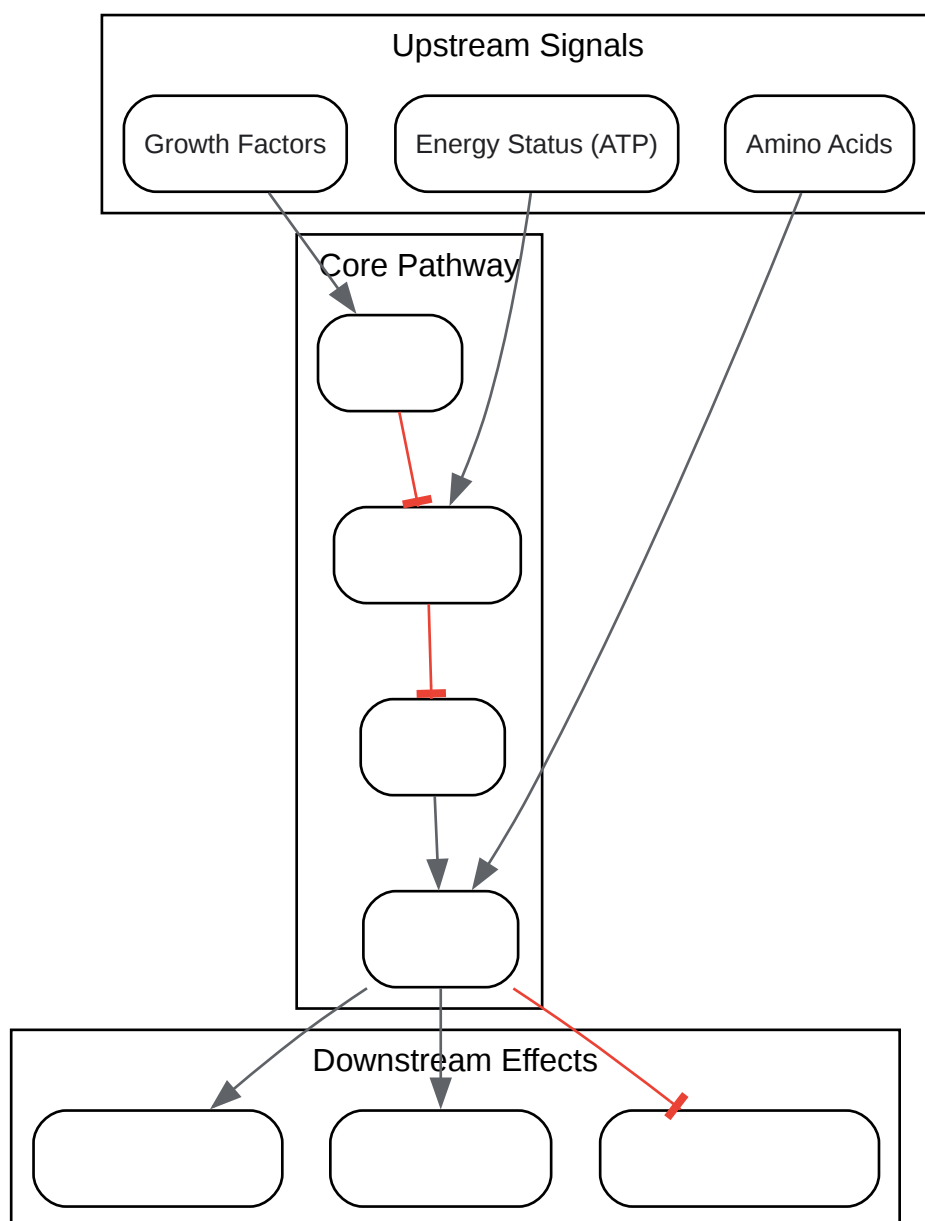 Upstream Signals
Growth Factors
Energy Status (ATP)
Amino Acids
Core Pathway
Downstream Effects